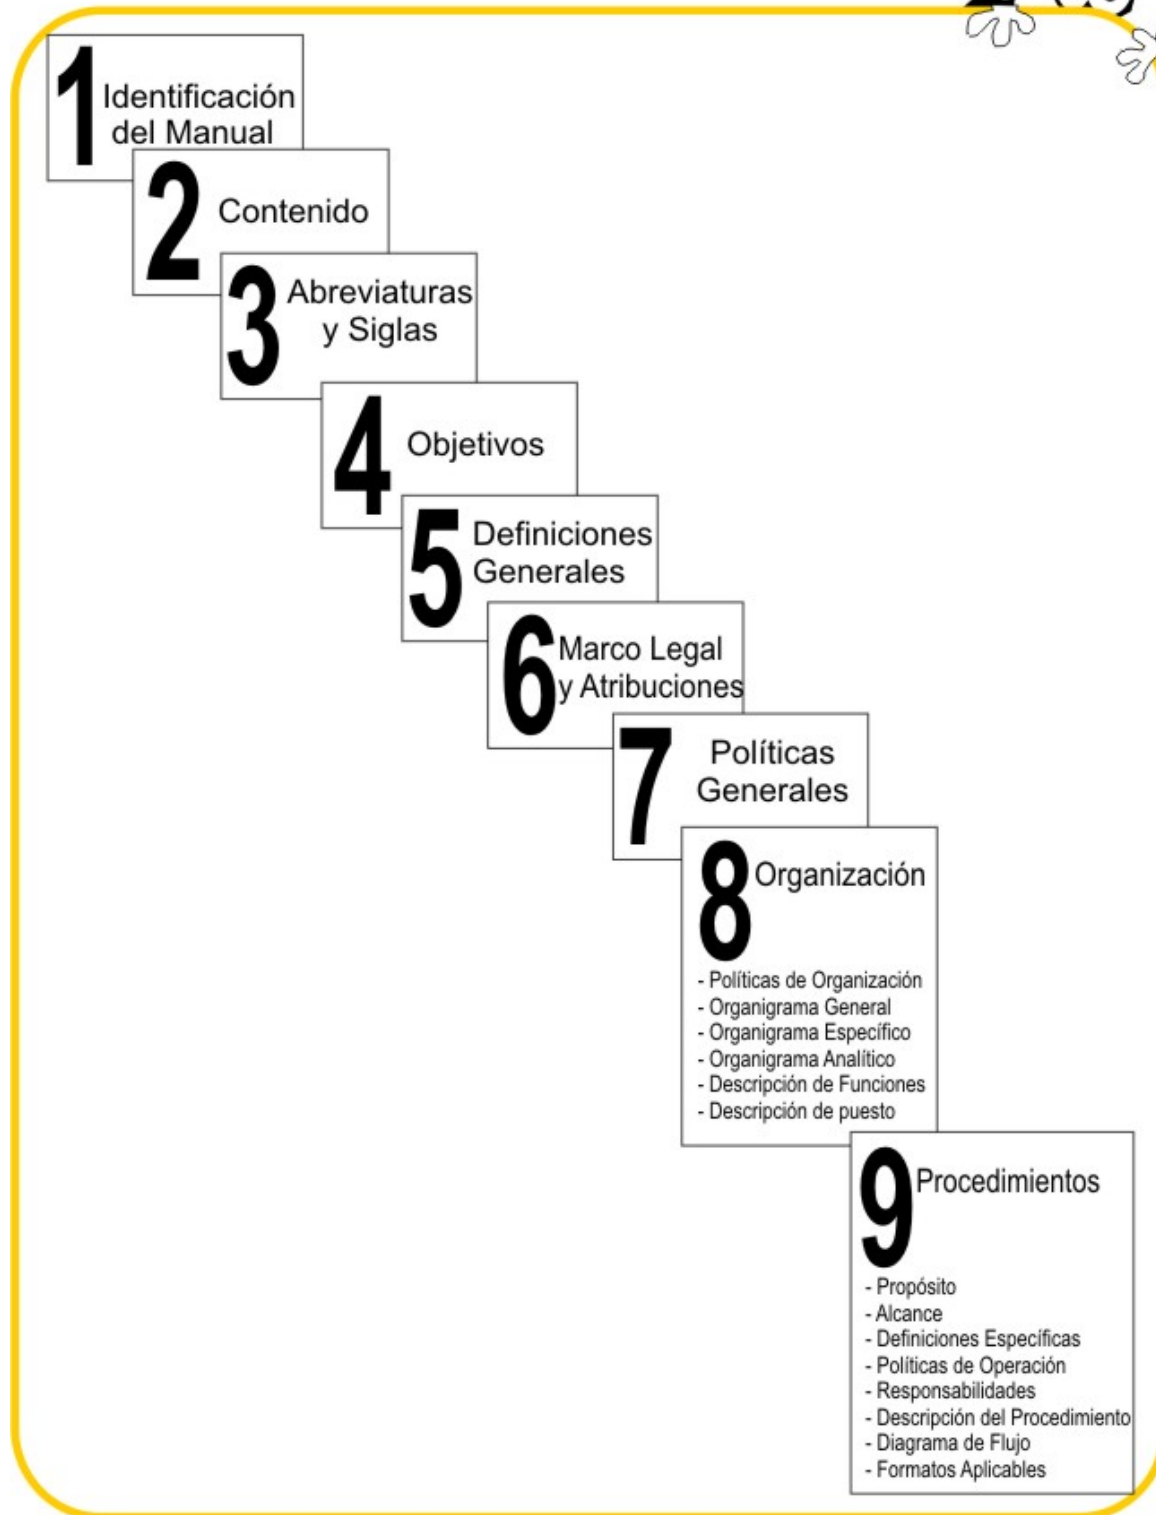 1
Identificación
del Manual
2
Contenido
3
Abreviaturas
y Siglas
4
Objetivos
5
Definiciones
Generales
6
Marco Legal
y Atribuciones
7
Políticas
Generales
8
Organización
- Políticas de Organización
- Organigrama General
- Organigrama Específico
- Organigrama Analítico
- Descripción de Funciones
- Descripción de puesto
9
Procedimientos
- Propósito
- Alcance
- Definiciones Específicas
- Políticas de Operación
- Responsabilidades
- Descripción del Procedimiento
- Diagrama de Flujo
- Formatos Aplicables